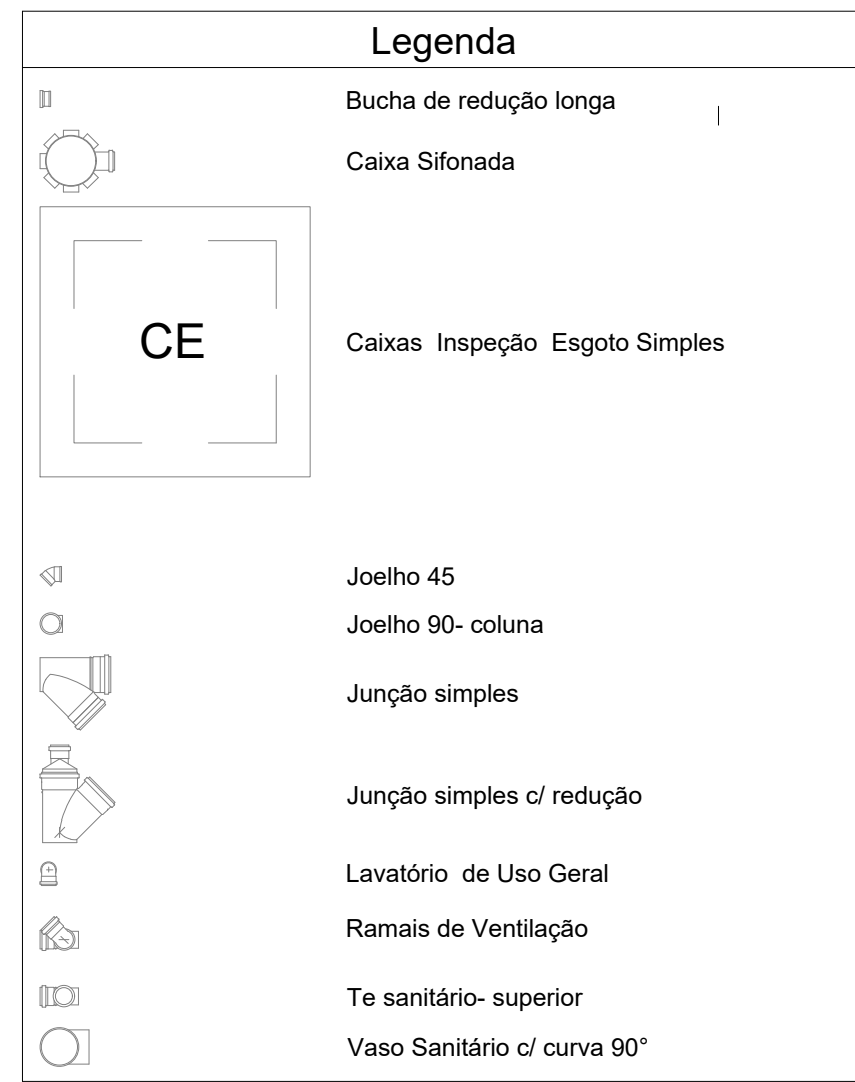 Legenda
Bucha de redução longa
Caixa Sifonada
CE
Caixas Inspeção Esgoto Simples
Joelho 45
Joelho 90- coluna
Junção simples
Junção simples c/ redução
Lavatório de Uso Geral
Ramais de Ventilação
Te sanitário- superior
Vaso Sanitário c/ curva 90°